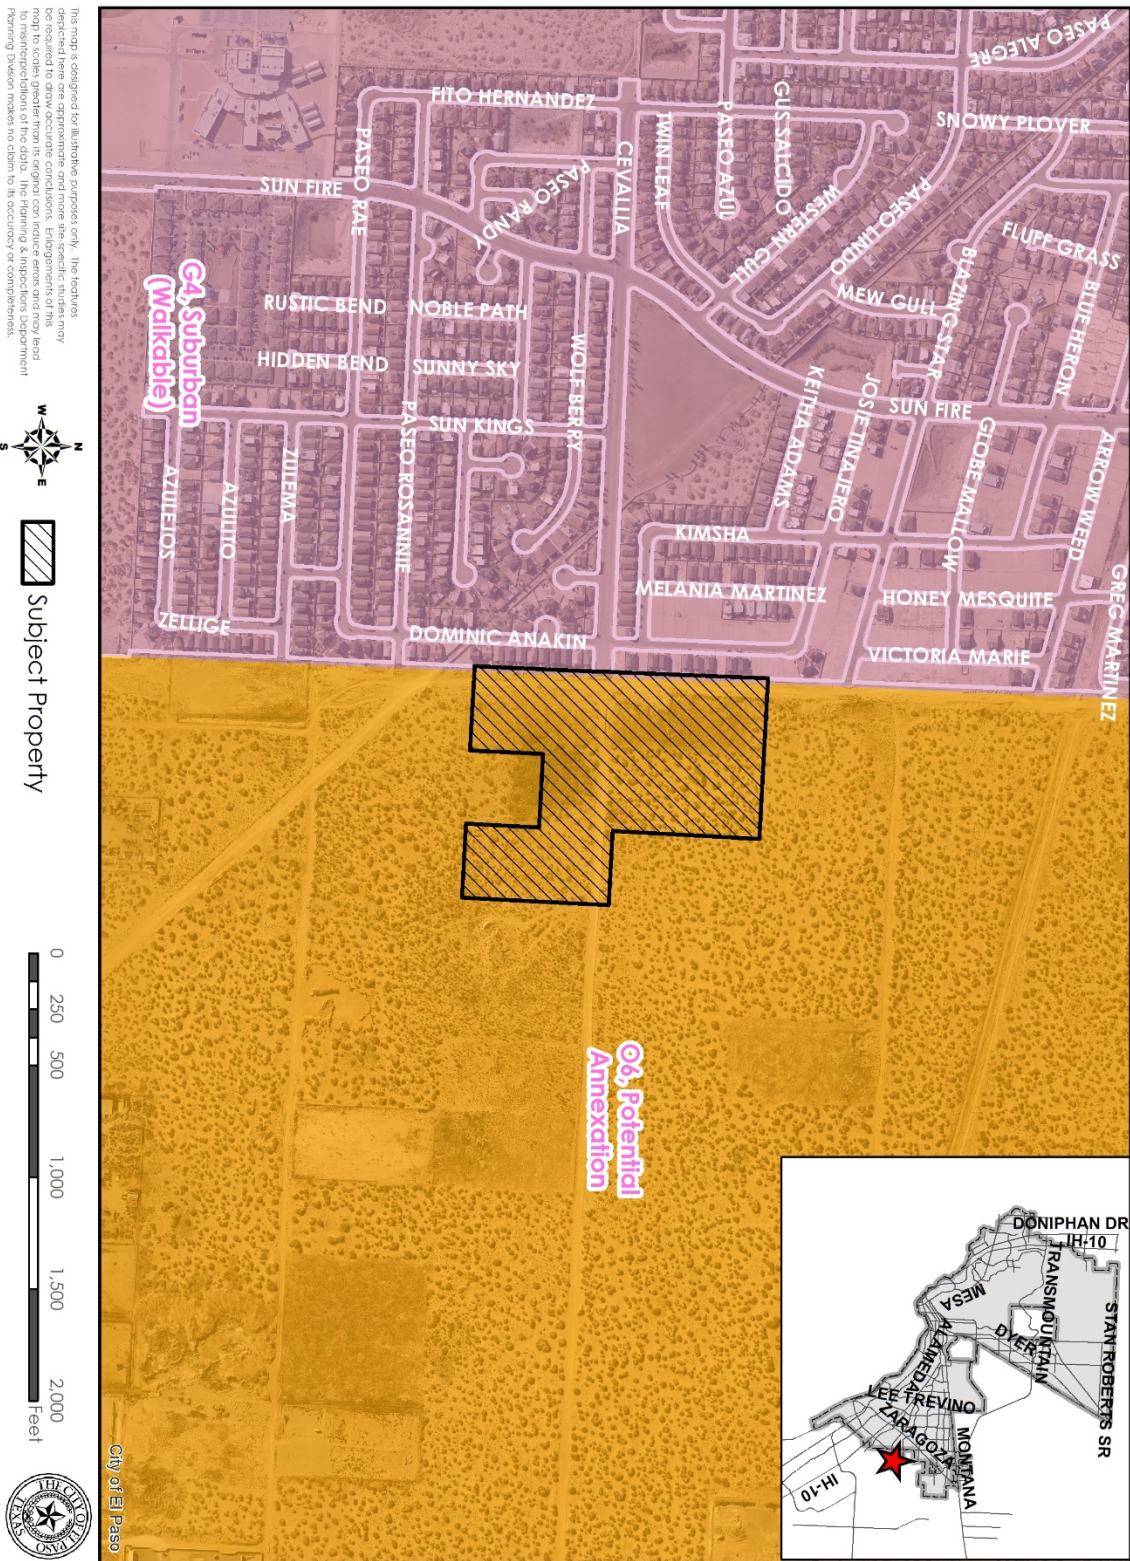 PASEO ALEGRE
SNOWY PLOVER
GUS SALCIDO
PASEO AZUL
FITO HERNANDEZ
TWIN LEAF
CEVALLIA
PASEO RAE
SUN FIRE
PASEO RANDY
WESTERN GULL
PASEO LINDO
FLUFF GRASS
BLAZING STAR
BLUE HERON
MEW GULL
RUSTIC BEND
NOBLE PATH
HIDDEN BEND
SUNNY SKY
WOLF BERRY
KEITHA ADAMS
JOSIE TINAJERO
SUN FIRE
GLOBE MALLOW
ARROW WEED
SUN KINGS
PASEO ROSANNIE
G4, Suburban
(Walkable)
AZULEJOS
AZULITO
ZULEMA
KIMSHA
MELANIA MARTINEZ
HONEY MESQUITE
GREG MARTINEZ
ZELLIGE
DOMINIC ANAKIN
VICTORIA MARIE
O6, Potential
Annexation
DONIPHAN DR
IH-10
TRANSMOUNTAIN
STAN ROBERTS SR
MESA
DYER
ALAMEDA
LEE TREVINO
ZARAGOZA
MONTANA
IH-10
City of El Paso
This map is designed for illustrative purposes only. The features
depicted here are approximate and more site-specific studies may
be required to draw accurate conclusions. Enlargements of this
map to scales greater than its original can induce errors and may lead
to misinterpretations of the data. The Planning & Inspections Department
Planning Division makes no claim to its accuracy or completeness.
N
W
E
S
Subject Property
0 250 500 1,000 1,500 2,000
Feet
THE CITY OF EL PASO
TEXAS